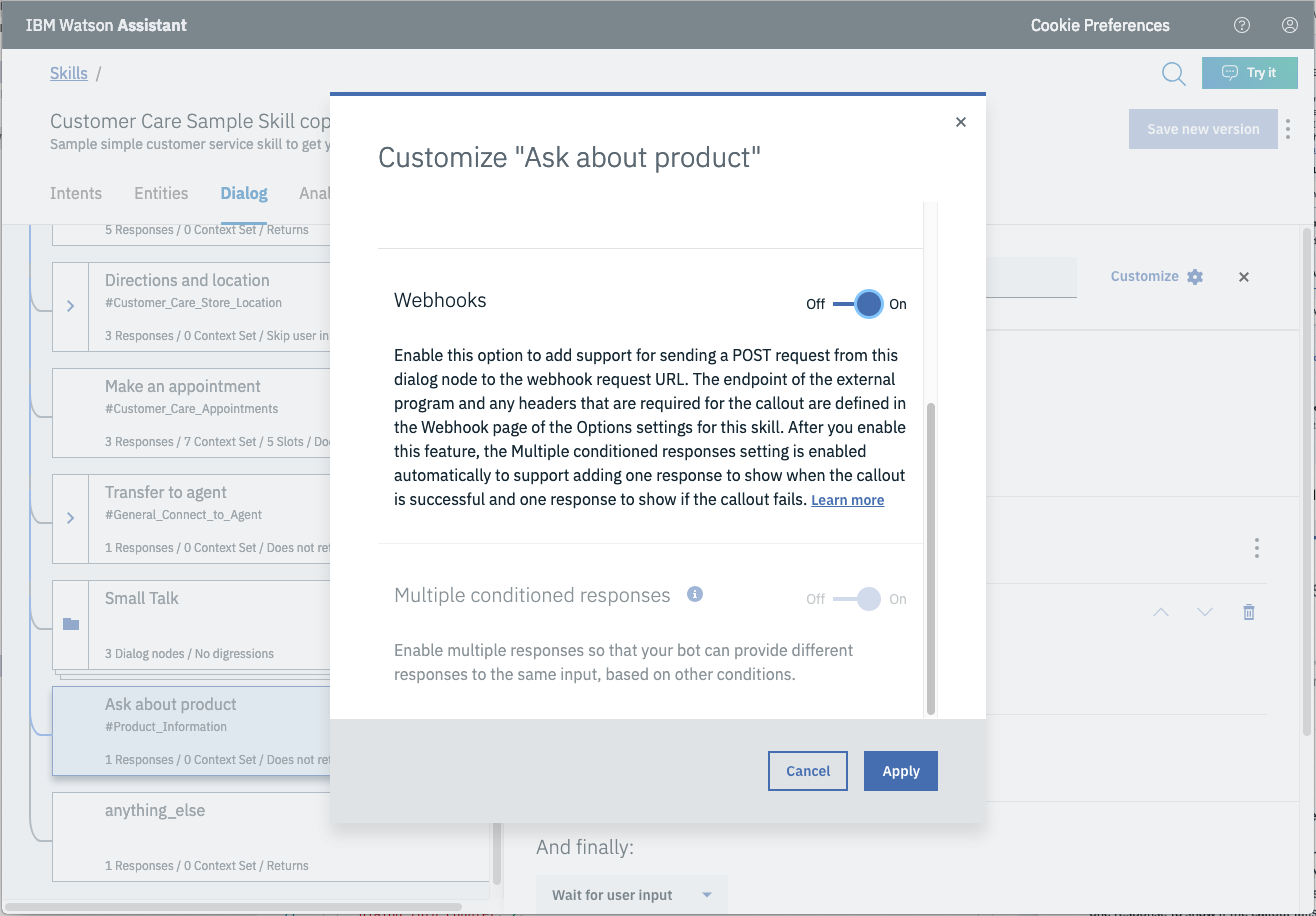 IBM Watson Assistant
Cookie Preferences
Skills /
Try it
Customer Care Sample Skill cop
Sample simple customer service skill to get y
Save new version
Intents
Entities
Dialog
Anal
5 Responses / 0 Context Set / Returns
Directions and location
#Customer_Care_Store_Location
3 Responses / 0 Context Set / Skip user in
Make an appointment
#Customer_Care_Appointments
3 Responses / 7 Context Set / 5 Slots / Do
Transfer to agent
#General_Connect_to_Agent
1 Responses / 0 Context Set / Does not ret
Small Talk
3 Dialog nodes / No digressions
Ask about product
#Product_Information
1 Responses / 0 Context Set / Does not ret
anything_else
1 Responses / 0 Context Set / Returns
Customize "Ask about product"
Webhooks
Off
On
Enable this option to add support for sending a POST request from this
dialog node to the webhook request URL. The endpoint of the external
program and any headers that are required for the callout are defined in
the Webhook page of the Options settings for this skill. After you enable
this feature, the Multiple conditioned responses setting is enabled
automatically to support adding one response to show when the callout
is successful and one response to show if the callout fails. Learn more
Multiple conditioned responses
Off
On
Enable multiple responses so that your bot can provide different
responses to the same input, based on other conditions.
Cancel
Apply
Customize
And finally:
Wait for user input